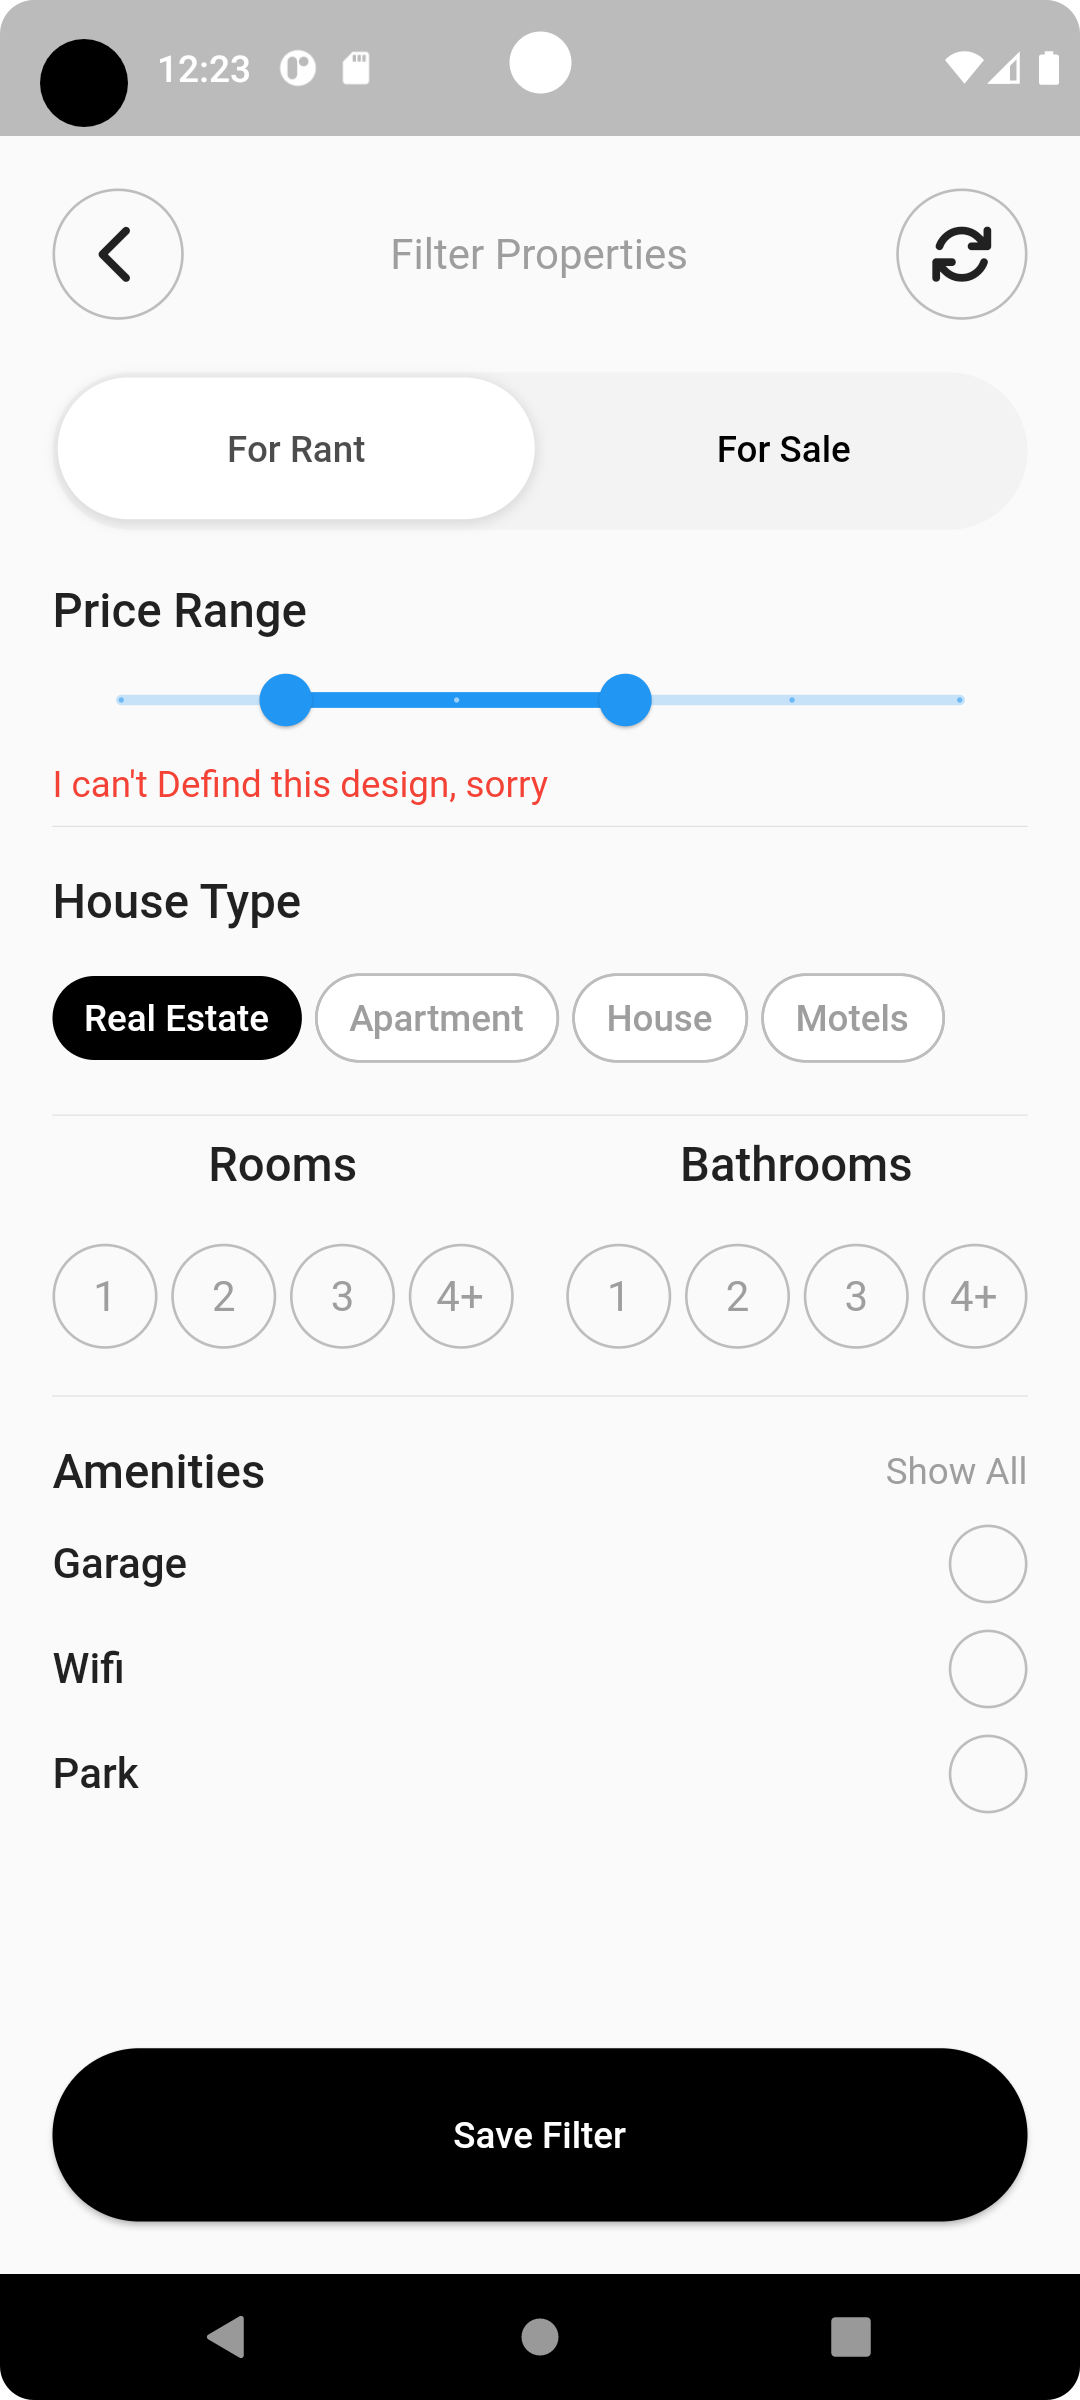 12:23
Filter Properties
For Rant For Sale
Price Range
I can't Defind this design, sorry
House Type
Real Estate Apartment House Motels
Rooms Bathrooms
1 2 3 4+ 1 2 3 4+
Amenities Show All
Garage
Wifi
Park
Save Filter